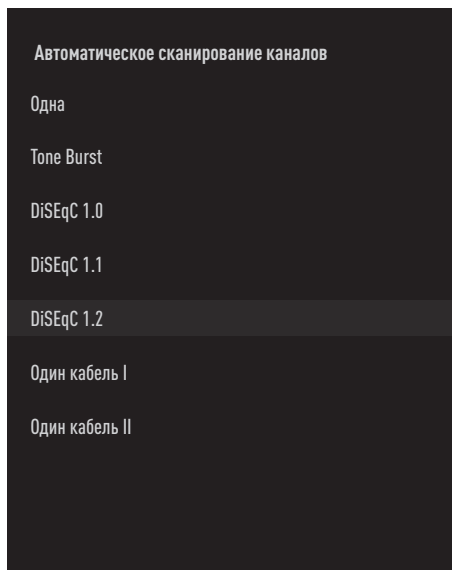 Автоматическое сканирование каналов
Одна
Tone Burst
DiSEqC 1.0
DiSEqC 1.1
DiSEqC 1.2
Один кабель I
Один кабель II